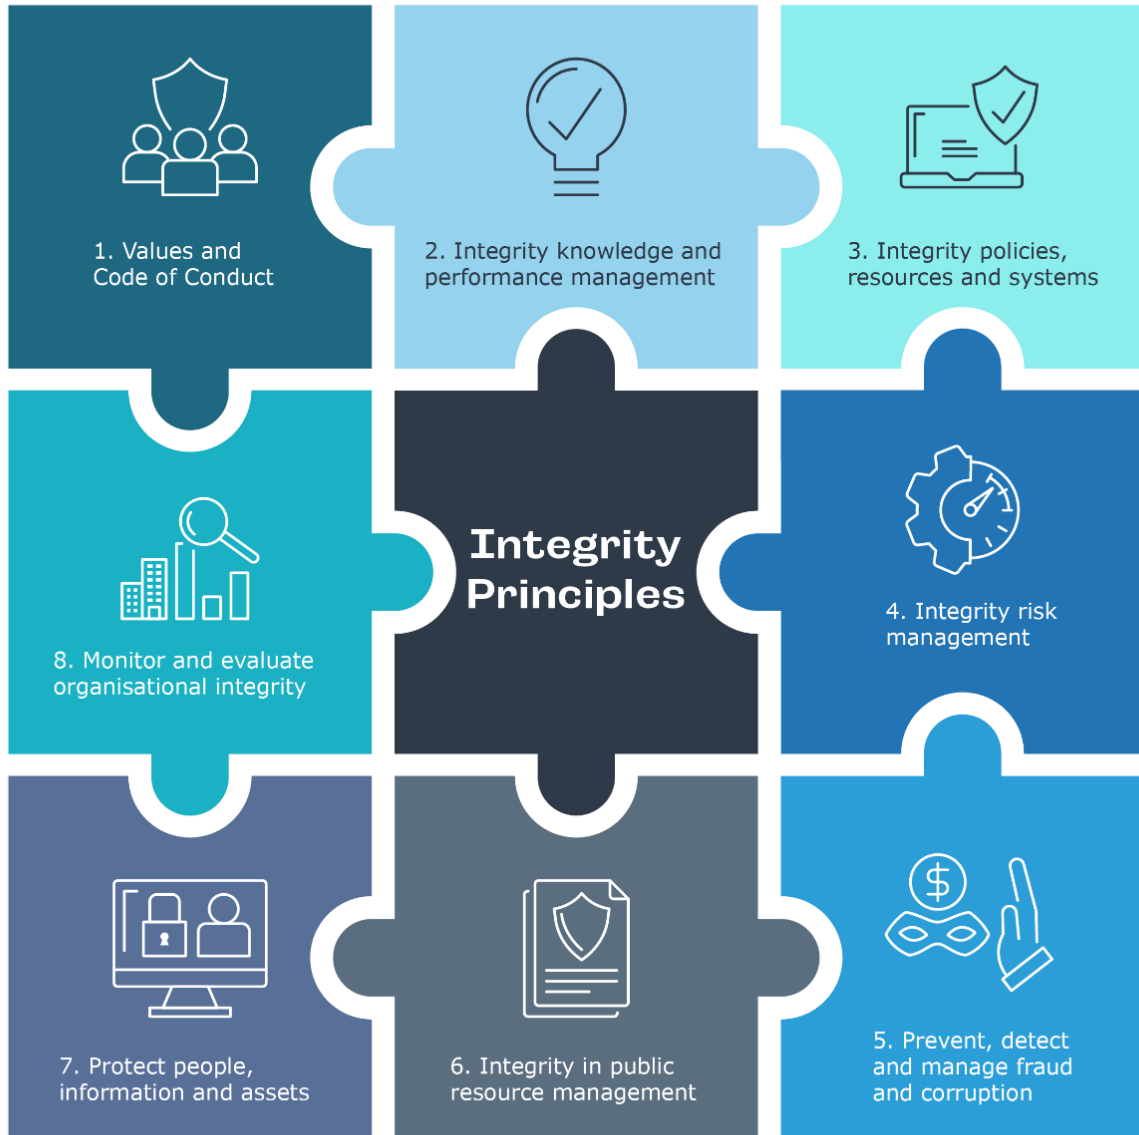 1. Values and
Code of Conduct
2. Integrity knowledge and
performance management
3. Integrity policies,
resources and systems
Integrity
Principles
4. Integrity risk
management
8. Monitor and evaluate
organisational integrity
7. Protect people,
information and assets
6. Integrity in public
resource management
$
5. Prevent, detect
and manage fraud
and corruption